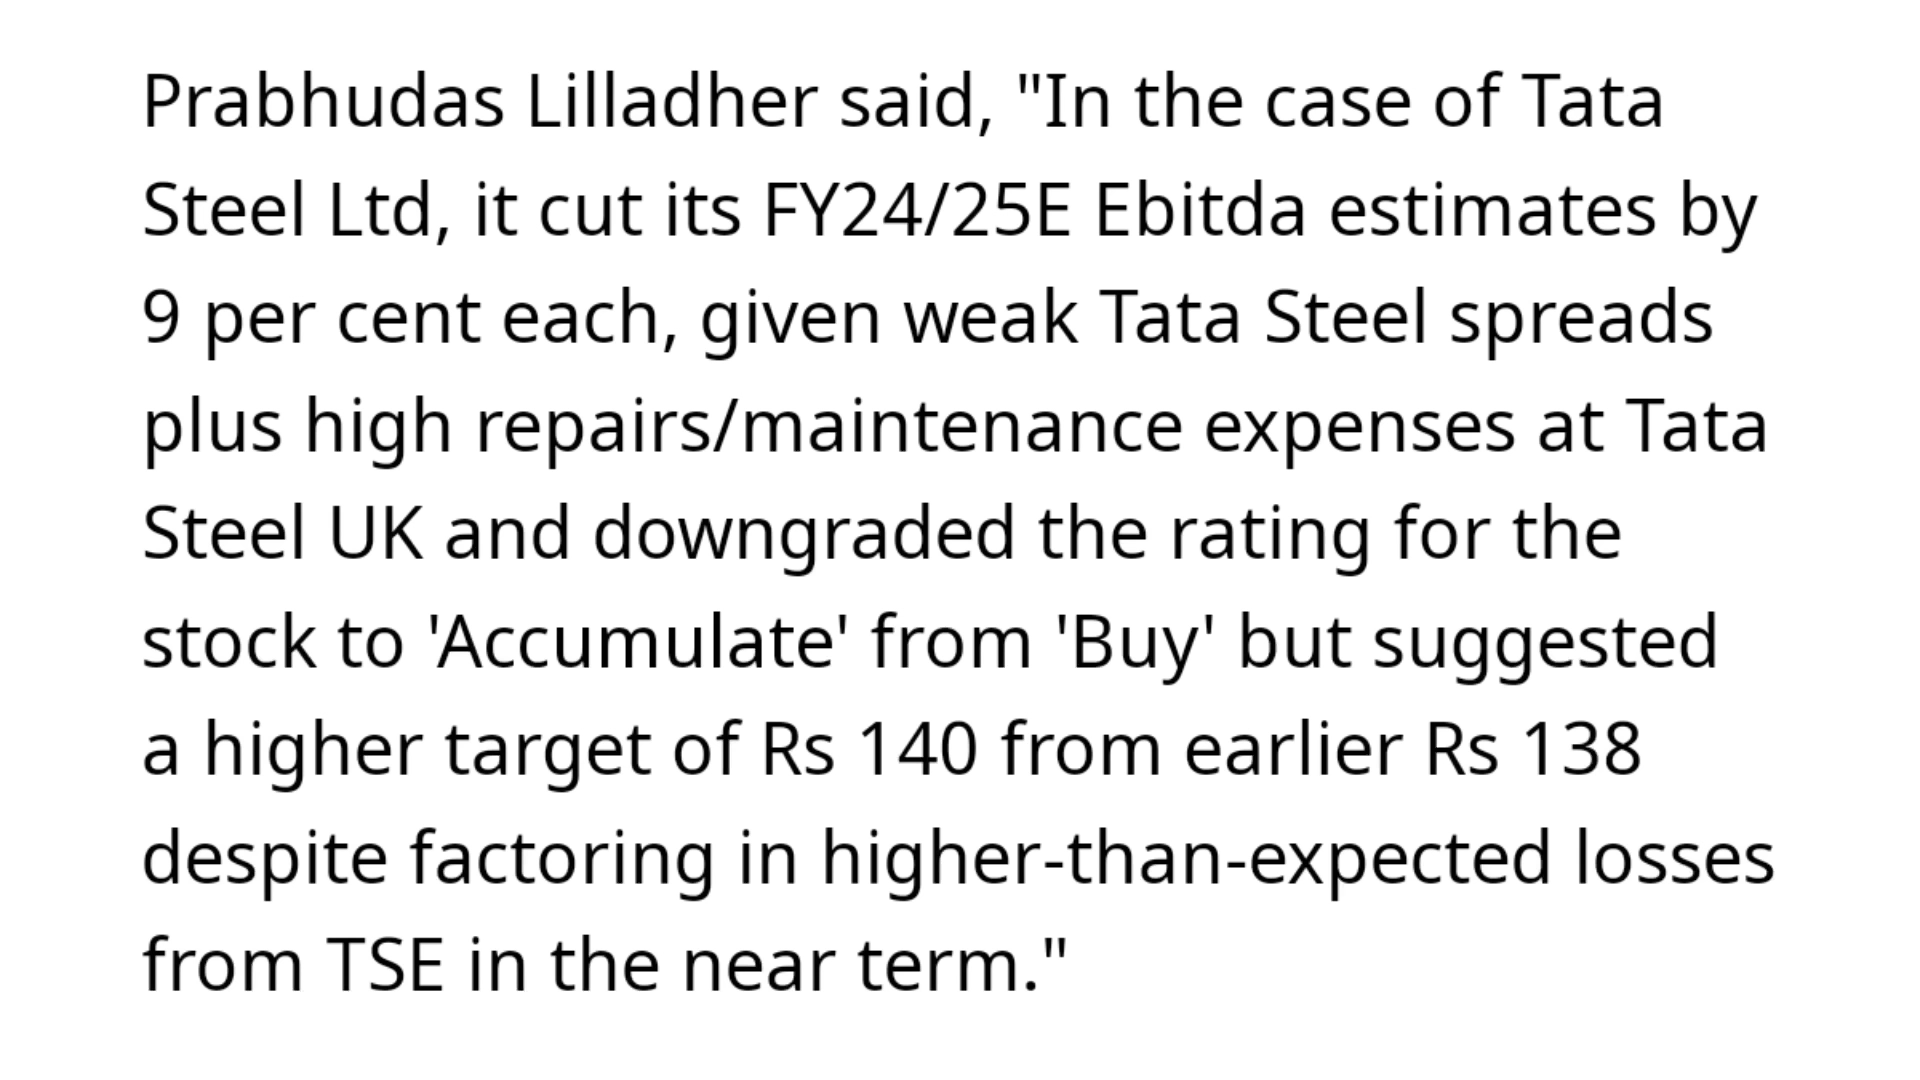 Prabhudas Lilladher said, "In the case of Tata
Steel Ltd, it cut its FY24/25E Ebitda estimates by
9 per cent each, given weak Tata Steel spreads
plus high repairs/maintenance expenses at Tata
Steel UK and downgraded the rating for the
stock to 'Accumulate' from 'Buy' but suggested
a higher target of Rs 140 from earlier Rs 138
despite factoring in higher-than-expected losses
from TSE in the near term."